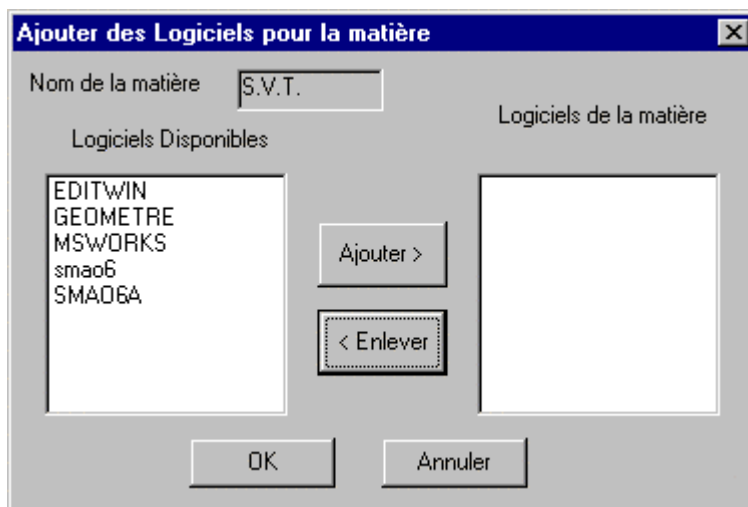 Ajouter des Logiciels pour la matière
Nom de la matière
S.V.T.
Logiciels Disponibles
Logiciels de la matière
EDITWIN
GEOMETRE
MSWORKS
smao6
SMAO6A
Ajouter >
< Enlever
OK
Annuler